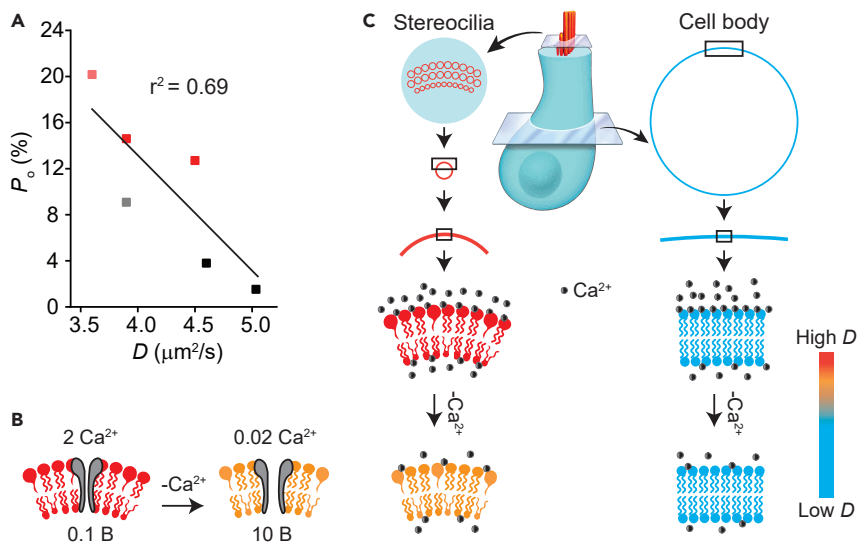 A
24
20
16
12
8
4
0
P₀ (%)
r² = 0.69
3.5
4.0
4.5
5.0
D (μm²/s)
B
2 Ca²⁺
0.1 B
-Ca²⁺
0.02 Ca²⁺
10 B
C
Stereocilia
Cell body
Ca²⁺
-Ca²⁺
-Ca²⁺
High D
Low D